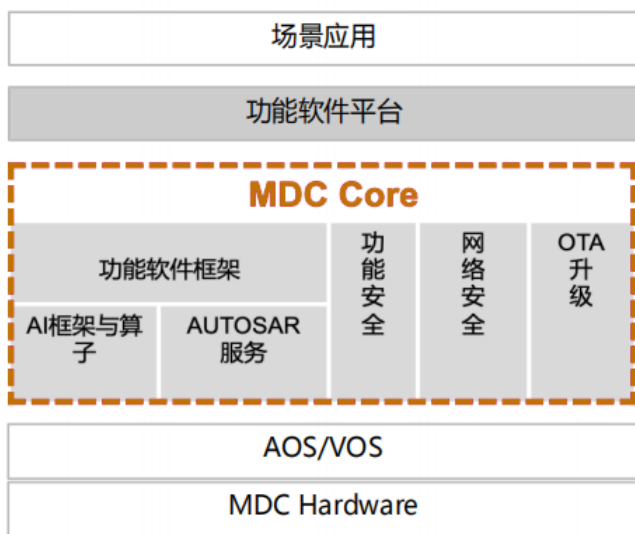 场景应用
功能软件平台
MDC Core
功能软件框架
AI框架与算
子
AUTOSAR
服务
功
能
安
全
网
络
安
全
OTA
升
级
AOS/VOS
MDC Hardware